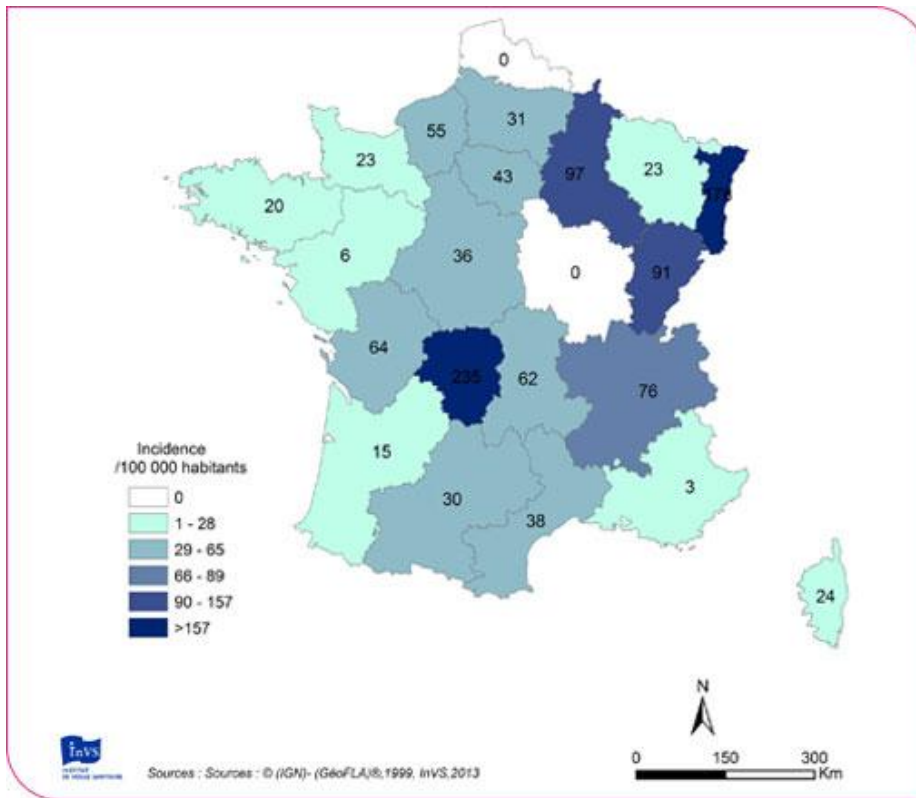 0
31
55
23
97
23
43
20
6
36
0
91
64
235
62
76
15
30
38
3
24
Incidence
/100 000 habitants
0
1 - 28
29 - 65
66 - 89
90 - 157
>157
N
0 150 300
Km
InVS
Sources : Sources : © (IGN)- (GéoFLA)®,1999, InVS,2013